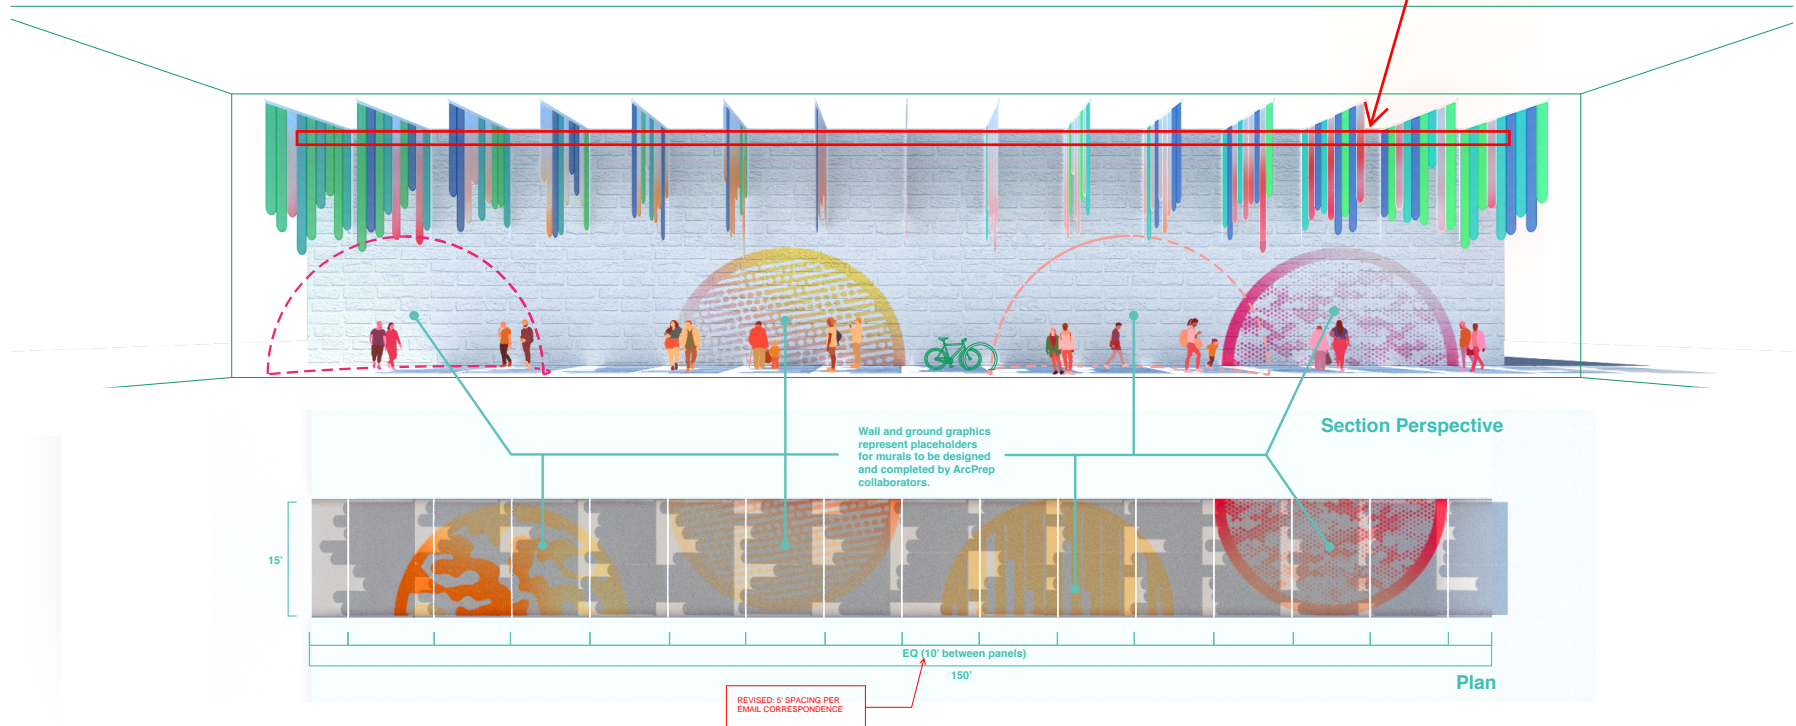 Section Perspective
Wall and ground graphics
represent placeholders
for murals to be designed
and completed by ArcPrep
collaborators.
15'
EQ (10' between panels)
150'
Plan
REVISED: 5' SPACING PER
EMAIL CORRESPONDENCE